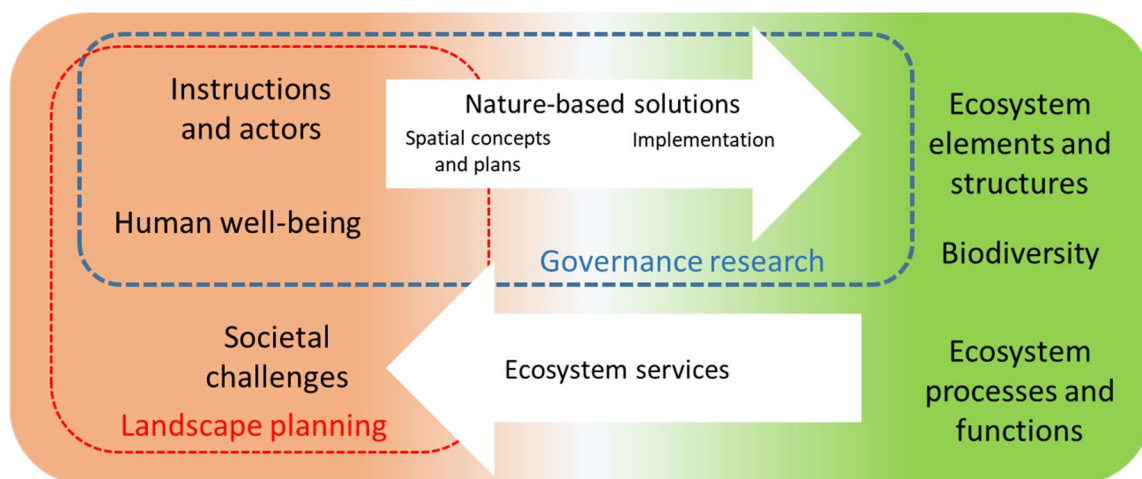 Instructions
and actors
Human well-being
Societal
challenges
Landscape planning
Nature-based solutions
Spatial concepts
and plans
Implementation
Governance research
Ecosystem services
Ecosystem
elements and
structures
Biodiversity
Ecosystem
processes and
functions